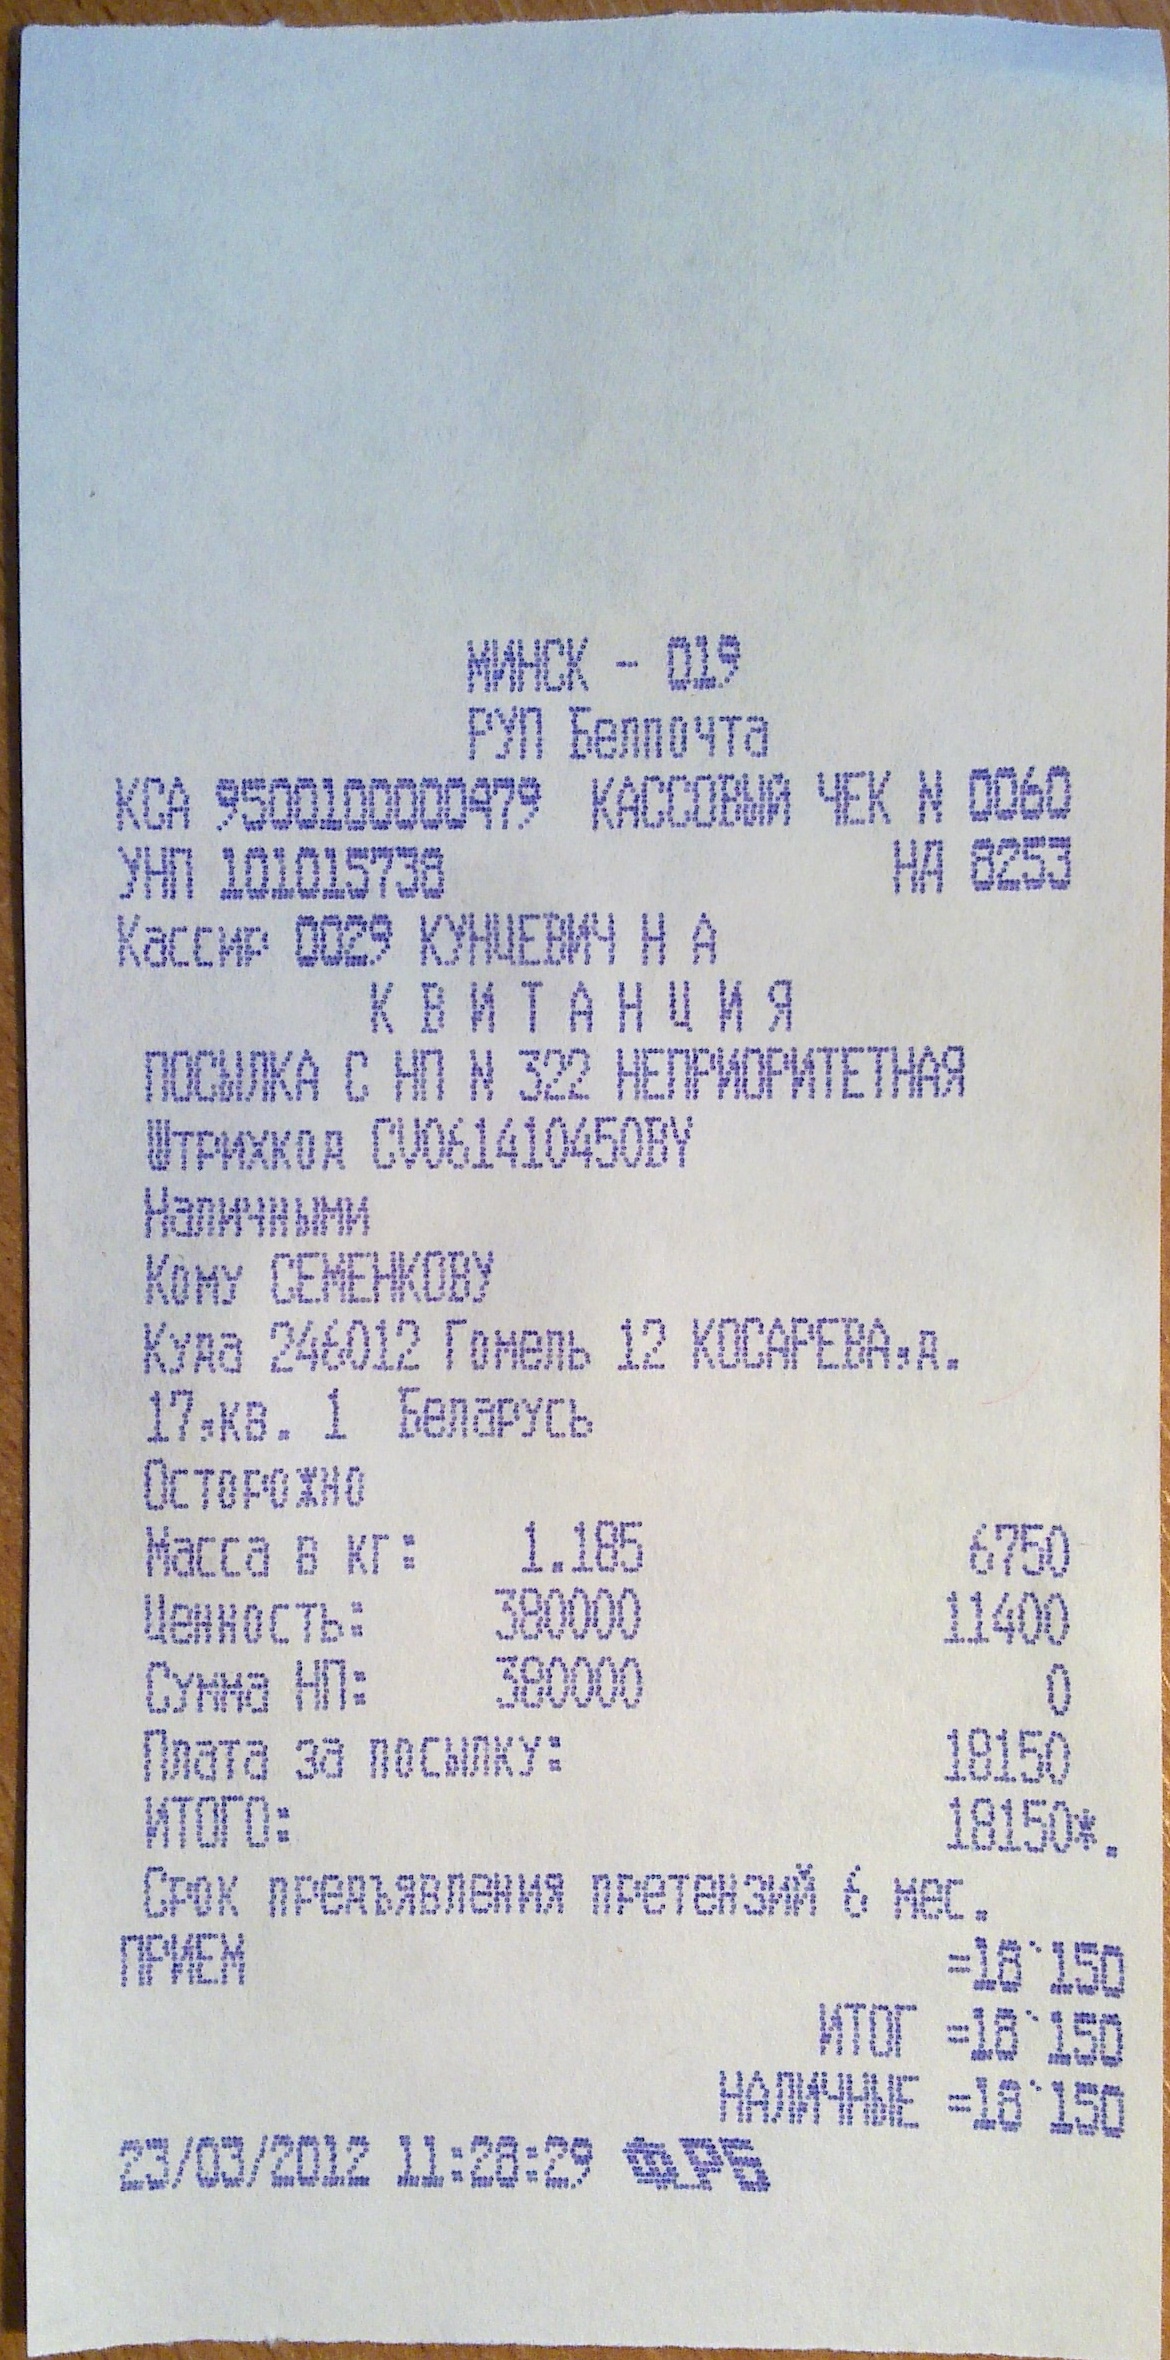 МИНСК - 019
РУП Белпочта
КСА 9500100000479 КАССОВЫЙ ЧЕК N 0060
УНП 101015738 НА 8253
Кассир 0029 КУНЦЕВИЧ Н А
К В И Т А Н Ц И Я
ПОСЫЛКА С НП N 322 НЕПРИОРИТЕТНАЯ
Штрихкод CV061410450BY
Наличными
Кому СЕМЕНКОВУ
Куда 246012 Гомель 12 КОСАРЕВА,д.
17,кв. 1 Беларусь
Осторожно
Масса в кг: 1.185 6750
Ценность: 380000 11400
Сумма НП: 380000 0
Плата за посылку: 18150
ИТОГО: 18150*.
Срок предъявления претензий 6 мес.
ПРИЕМ =18`150
ИТОГ =18`150
НАЛИЧНЫЕ =18`150
23/03/2012 11:28:29